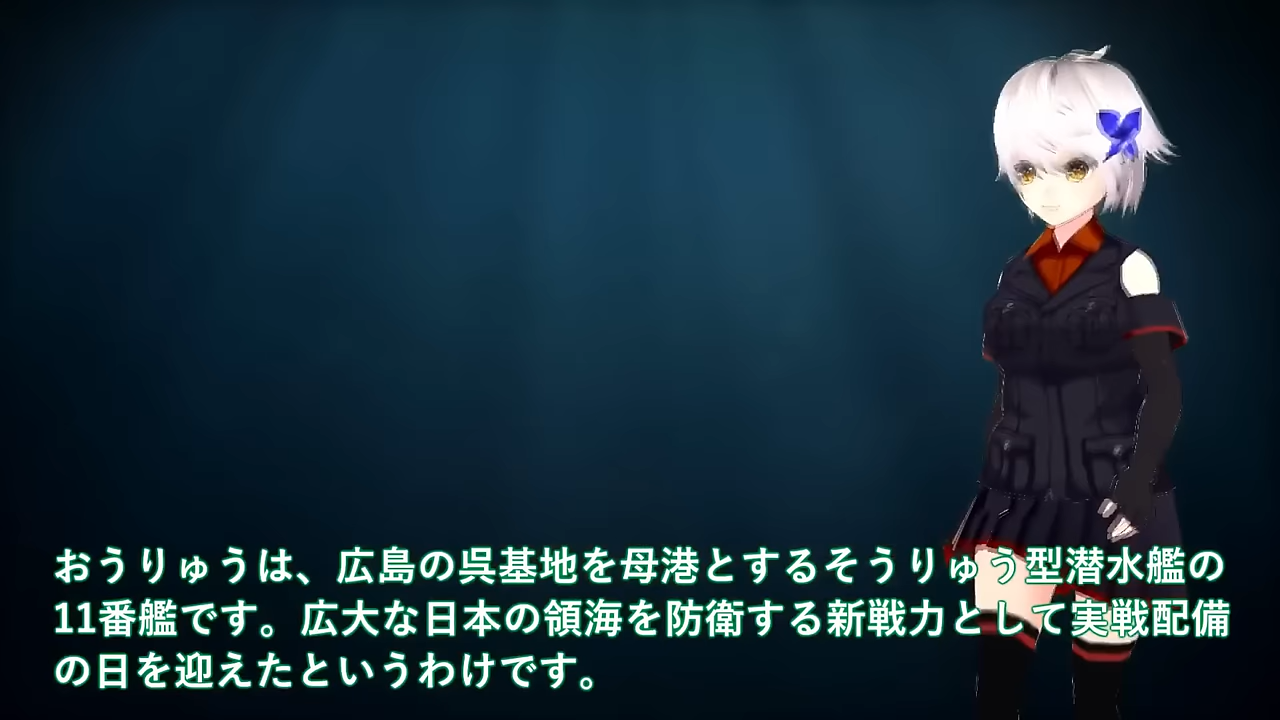 おうりゅうは、広島の呉基地を母港とするそうりゅう型潜水艦の
11番艦です。広大な日本の領海を防衛する新戦力として実戦配備
の日を迎えたというわけです。